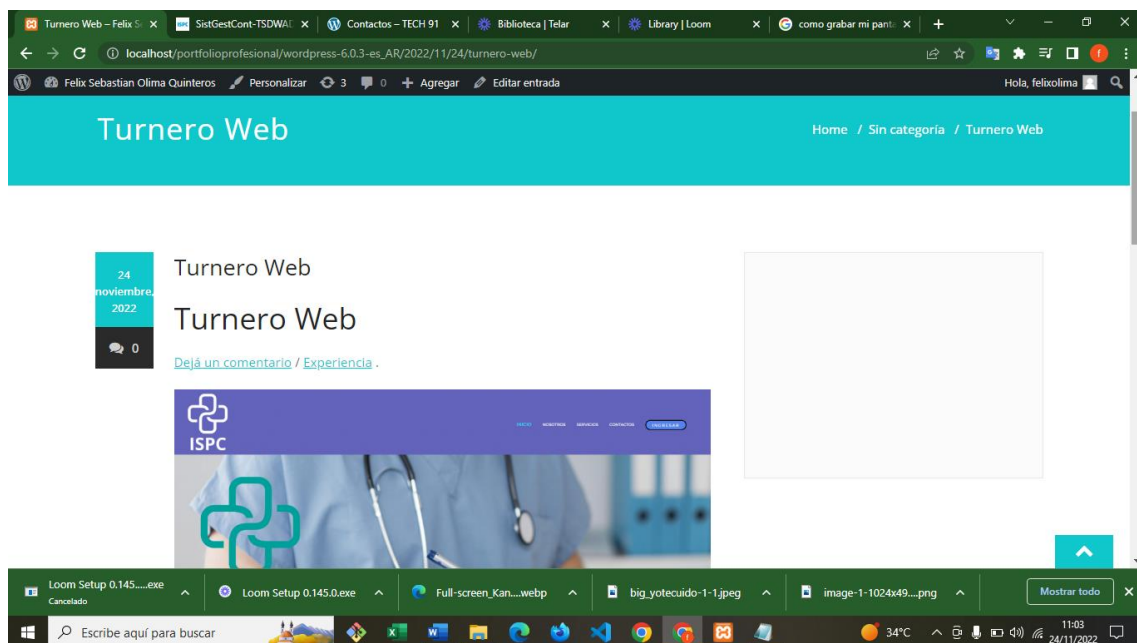 Turnero Web – Felix Se
SistGestCont-TSDWAD
Contactos – TECH 91
Biblioteca | Telar
Library | Loom
como grabar mi panta
localhost/portfolioprofesional/wordpress-6.0.3-es_AR/2022/11/24/turnero-web/
Felix Sebastian Olima Quinteros Personalizar 3 0 + Agregar Editar entrada Hola, felixolima
Turnero Web
Home / Sin categoría / Turnero Web
24
noviembre,
2022
0
Turnero Web
Turnero Web
Dejá un comentario / Experiencia .
ISPC
INICIO NOSOTROS SERVICIOS CONTACTOS INGRESAR
Loom Setup 0.145.....exe
Cancelado
Loom Setup 0.145.0.exe
Full-screen_Kan....webp
big_yotecuido-1-1.jpeg
image-1-1024x49....png
Mostrar todo
Escribe aquí para buscar
34°C
11:03
24/11/2022